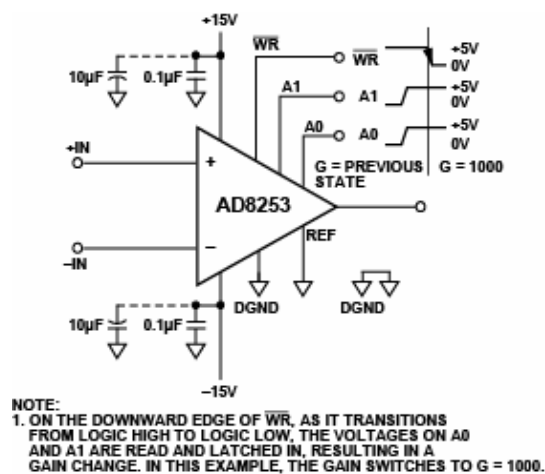 +15V
W̅R̅
W̅R̅
+5V
0V
10µF
0.1µF
A1
A1
+5V
0V
A0
A0
+5V
0V
+IN
+
G = PREVIOUS
STATE
G = 1000
AD8253
REF
–IN
–
DGND
DGND
10µF
0.1µF
–15V
NOTE:
1. ON THE DOWNWARD EDGE OF W̅R̅, AS IT TRANSITIONS
FROM LOGIC HIGH TO LOGIC LOW, THE VOLTAGES ON A0
AND A1 ARE READ AND LATCHED IN, RESULTING IN A
GAIN CHANGE. IN THIS EXAMPLE, THE GAIN SWITCHES TO G = 1000.